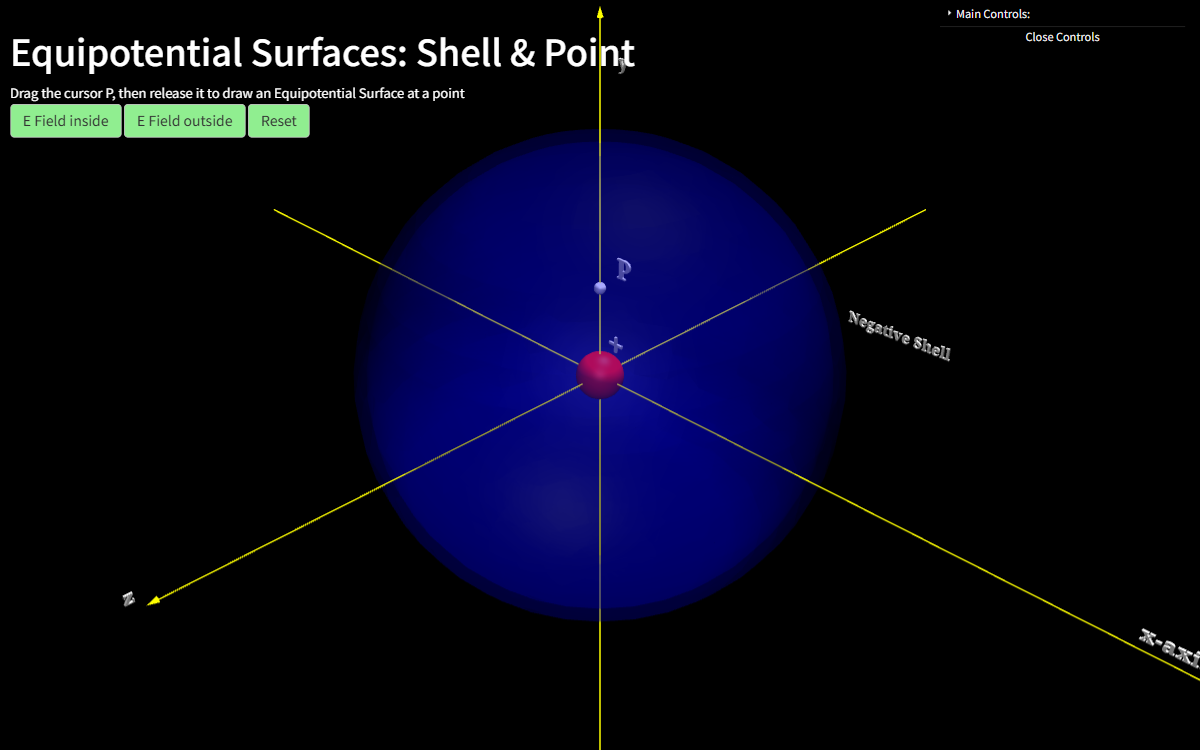 Main Controls:
Close Controls
Equipotential Surfaces: Shell & Point
y
Drag the cursor P, then release it to draw an Equipotential Surface at a point
E Field inside
E Field outside
Reset
P
Negative Shell
+
z
x-axi